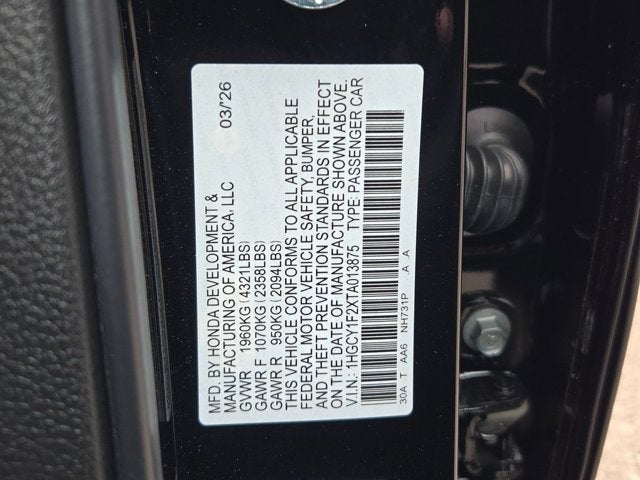 MFD. BY HONDA DEVELOPMENT &
MANUFACTURING OF AMERICA, LLC 03/'26
GVWR 1960KG(4321LBS)
GAWR F 1070KG(2358LBS)
GAWR R 950KG(2094LBS)
THIS VEHICLE CONFORMS TO ALL APPLICABLE
FEDERAL MOTOR VEHICLE SAFETY, BUMPER,
AND THEFT PREVENTION STANDARDS IN EFFECT
ON THE DATE OF MANUFACTURE SHOWN ABOVE.
V.I.N.: 1HGCY1F2XTA013875 TYPE: PASSENGER CAR
30A T AA6 NH731P A A